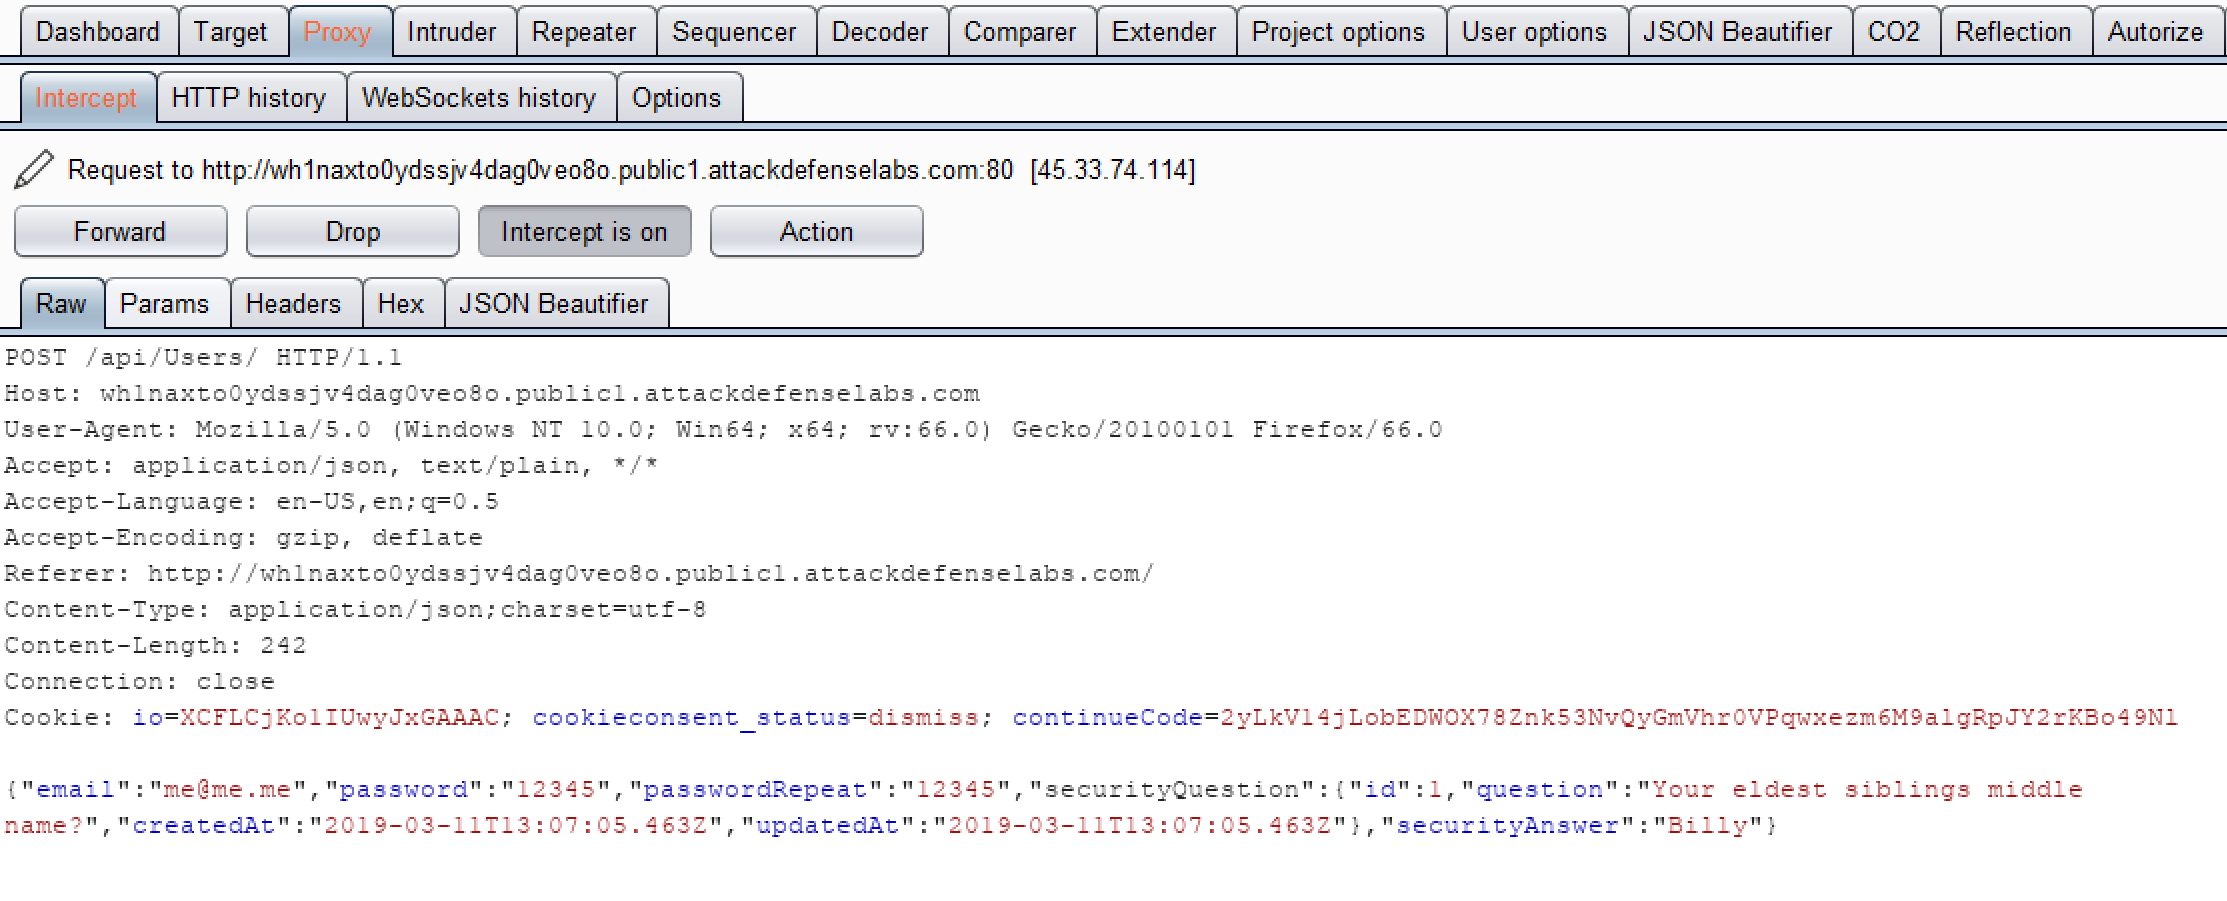 Dashboard Target Proxy Intruder Repeater Sequencer Decoder Comparer Extender Project options User options JSON Beautifier CO2 Reflection Autorize
Intercept HTTP history WebSockets history Options
Request to http://wh1naxto0ydssjv4dag0veo8o.public1.attackdefenselabs.com:80 [45.33.74.114]
Forward Drop Intercept is on Action
Raw Params Headers Hex JSON Beautifier
POST /api/Users/ HTTP/1.1
Host: wh1naxto0ydssjv4dag0veo8o.public1.attackdefenselabs.com
User-Agent: Mozilla/5.0 (Windows NT 10.0; Win64; x64; rv:66.0) Gecko/20100101 Firefox/66.0
Accept: application/json, text/plain, */*
Accept-Language: en-US,en;q=0.5
Accept-Encoding: gzip, deflate
Referer: http://wh1naxto0ydssjv4dag0veo8o.public1.attackdefenselabs.com/
Content-Type: application/json;charset=utf-8
Content-Length: 242
Connection: close
Cookie: io=XCFLCjKolIUwyJxGAAAC; cookieconsent_status=dismiss; continueCode=2yLkV14jLobEDWOX78Znk53NvQyGmVhr0VPqwxezm6M9algRpJY2rKBo49Nl
{"email":"me@me.me","password":"12345","passwordRepeat":"12345","securityQuestion":{"id":1,"question":"Your eldest siblings middle
name?","createdAt":"2019-03-11T13:07:05.463Z","updatedAt":"2019-03-11T13:07:05.463Z"},"securityAnswer":"Billy"}